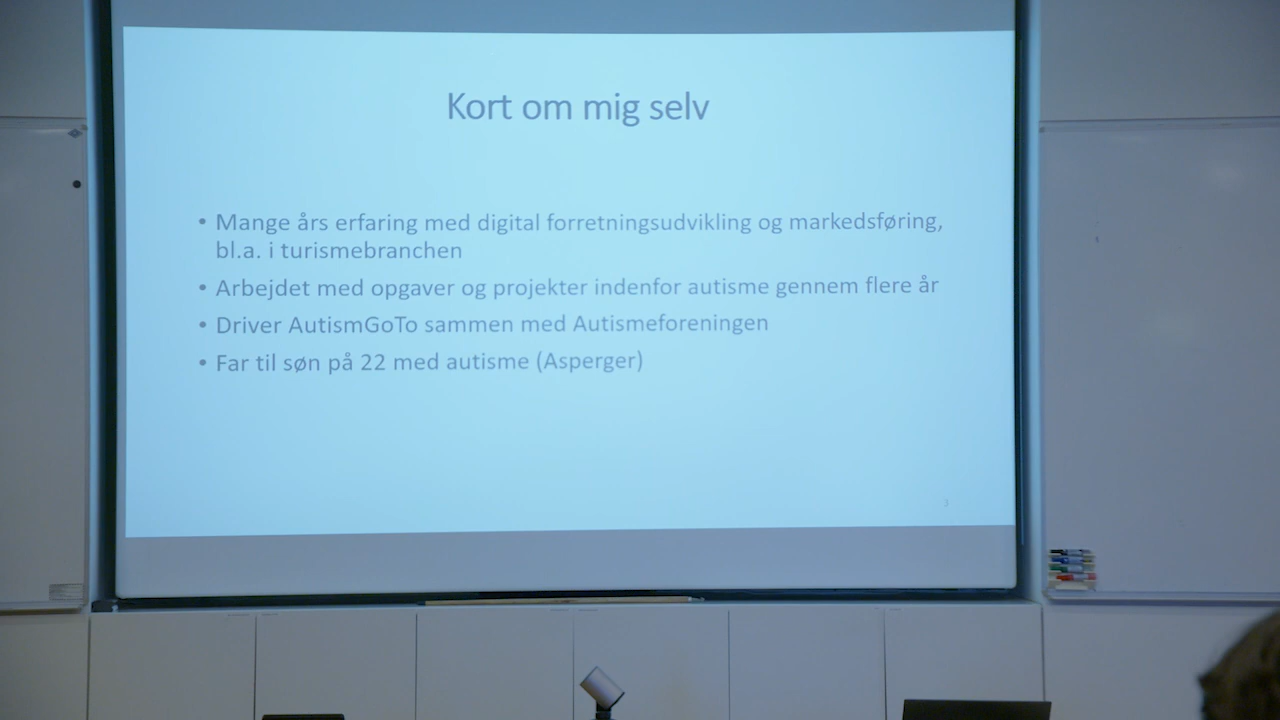 Kort om mig selv
• Mange års erfaring med digital forretningsudvikling og markedsføring,
bl.a. i turismebranchen
• Arbejdet med opgaver og projekter indenfor autisme gennem flere år
• Driver AutismGoTo sammen med Autismeforeningen
• Far til søn på 22 med autisme (Asperger)